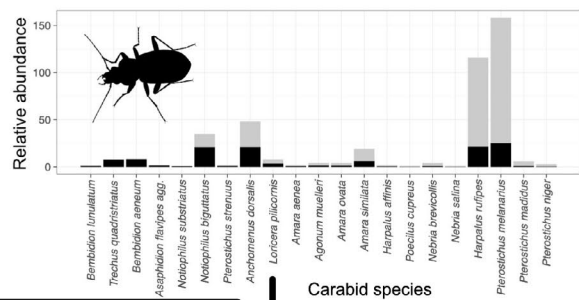 Relative abundance
150
100
50
0
Bembidion lunulatum
Trechus quadristriatus
Bembidion aeneum
Asaphidion flavipes agg.
Notiophilus substriatus
Notiophilus biguttatus
Pterostichus strenuus
Anchomenus dorsalis
Loricera pilicornis
Amara aenea
Agonum muelleri
Amara ovata
Amara similata
Harpalus affinis
Poecilus cupreus
Nebria brevicollis
Nebria salina
Harpalus rufipes
Pterostichus melanarius
Pterostichus madidus
Pterostichus niger
Carabid species